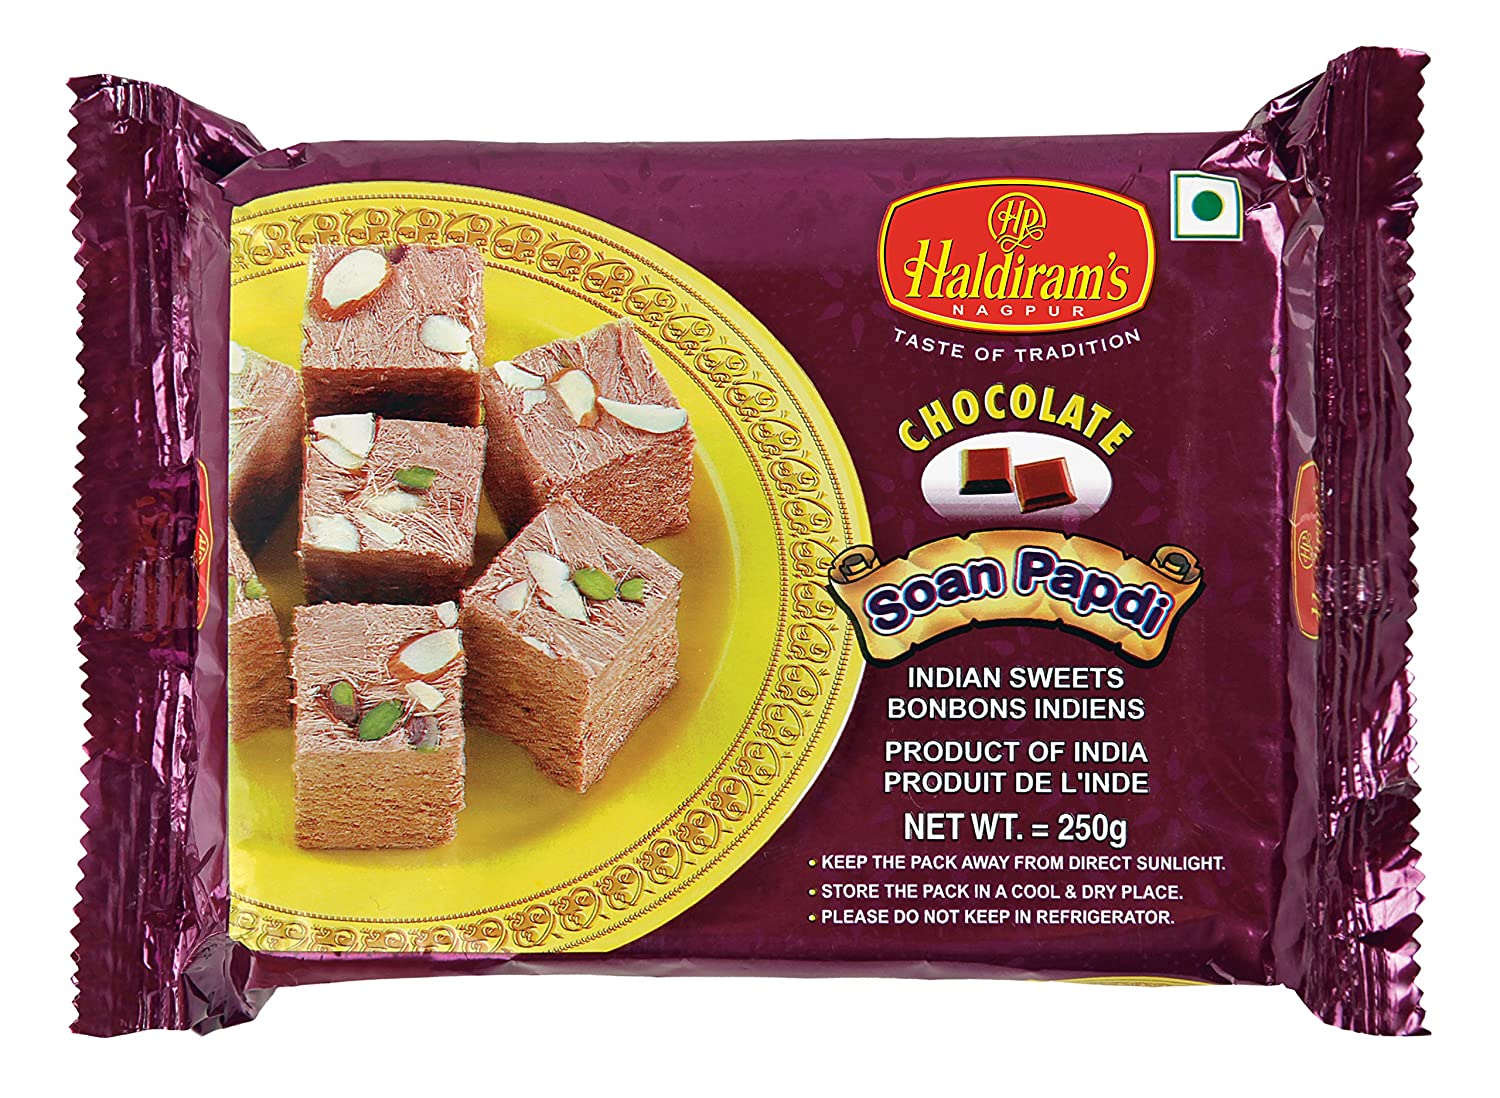 HR
Haldiram's
NAGPUR
TASTE OF TRADITION
CHOCOLATE
Soan Papdi
INDIAN SWEETS
BONBONS INDIENS
PRODUCT OF INDIA
PRODUIT DE L'INDE
NET WT. = 250g
• KEEP THE PACK AWAY FROM DIRECT SUNLIGHT.
• STORE THE PACK IN A COOL & DRY PLACE.
• PLEASE DO NOT KEEP IN REFRIGERATOR.